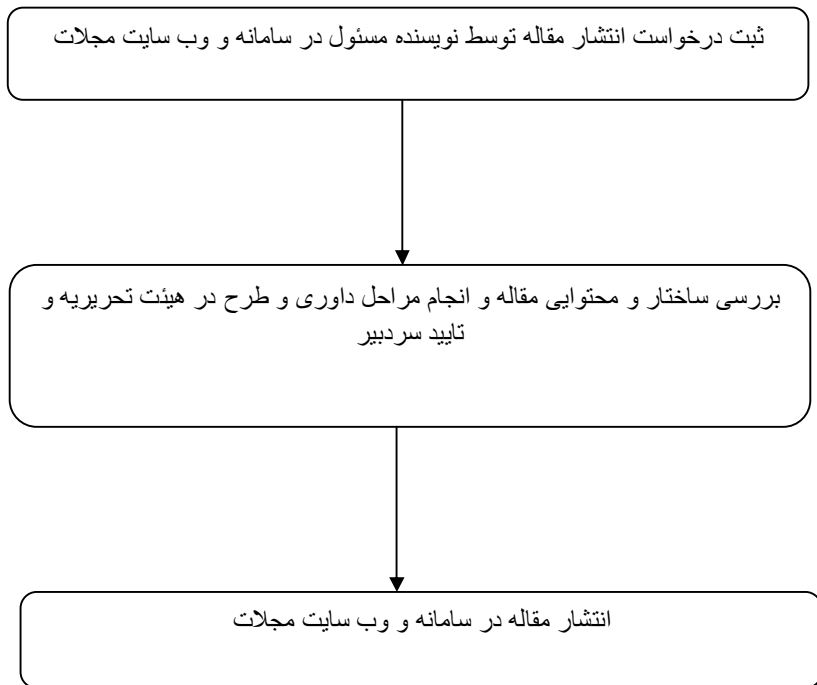 ثبت درخواست انتشار مقاله توسط نویسنده مسئول در سامانه و وب سایت مجلات
بررسی ساختار و محتوایی مقاله و انجام مراحل داوری و طرح در هیئت تحریریه و
تایید سردبیر
انتشار مقاله در سامانه و وب سایت مجلات